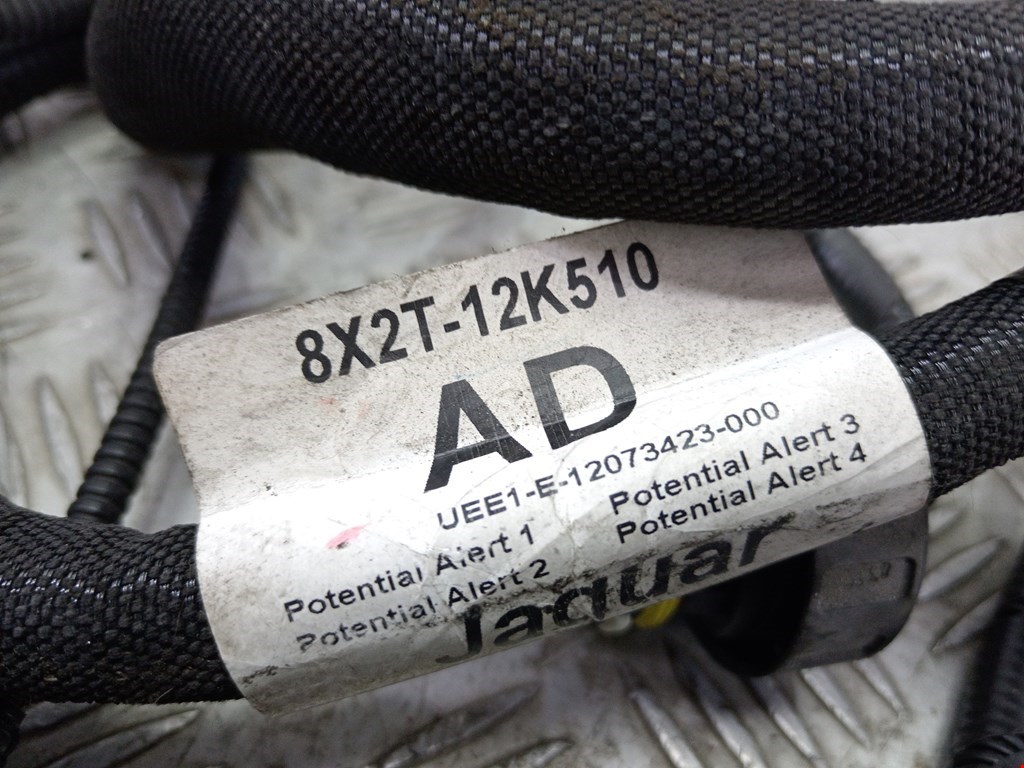 8X2T-12K510
AD
UEE1-E-12073423-000
Potential Alert 1
Potential Alert 2
Potential Alert 3
Potential Alert 4
Jaguar